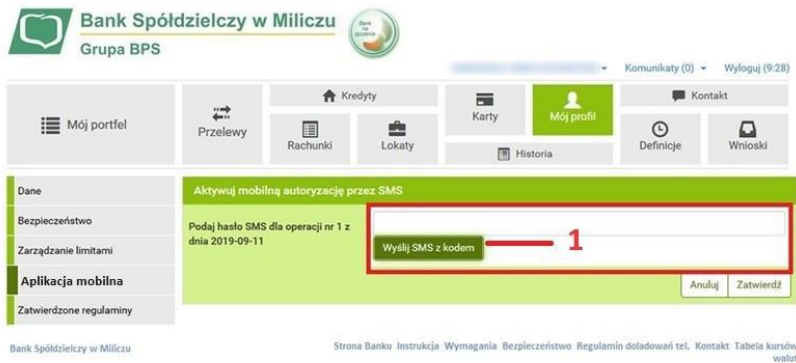 Bank Spółdzielczy w Miliczu
Grupa BPS
Bank
na
życzenie
Komunikaty (0) Wyloguj (9:28)
Mój portfel
Przelewy
Kredyty
Rachunki
Lokaty
Karty
Mój profil
Historia
Kontakt
Definicje
Wnioski
Dane
Bezpieczeństwo
Zarządzanie limitami
Aplikacja mobilna
Zatwierdzone regulaminy
Aktywuj mobilną autoryzację przez SMS
Podaj hasło SMS dla operacji nr 1 z
dnia 2019-09-11
Wyślij SMS z kodem
1
Anuluj Zatwierdź
Bank Spółdzielczy w Miliczu
Strona Banku Instrukcja Wymagania Bezpieczeństwo Regulamin doładowań tel. Kontakt Tabela kursów
walut